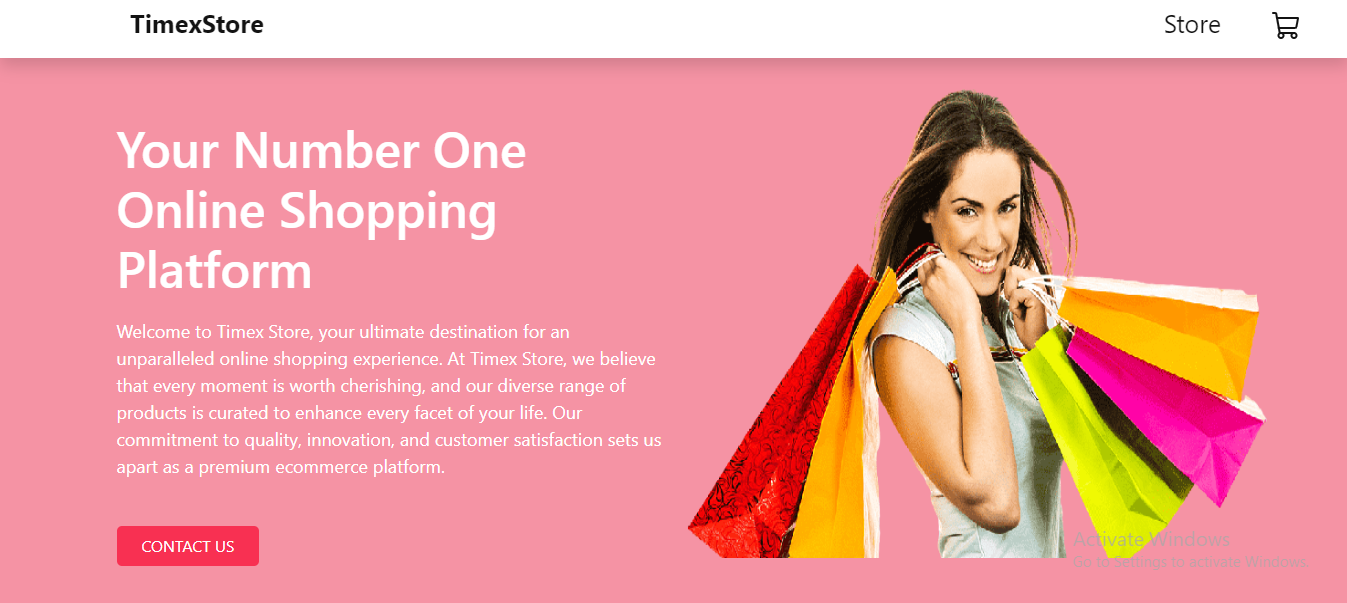 TimexStore
Store
Your Number One
Online Shopping
Platform
Welcome to Timex Store, your ultimate destination for an
unparalleled online shopping experience. At Timex Store, we believe
that every moment is worth cherishing, and our diverse range of
products is curated to enhance every facet of your life. Our
commitment to quality, innovation, and customer satisfaction sets us
apart as a premium ecommerce platform.
CONTACT US
Activate Windows
Go to Settings to activate Windows.